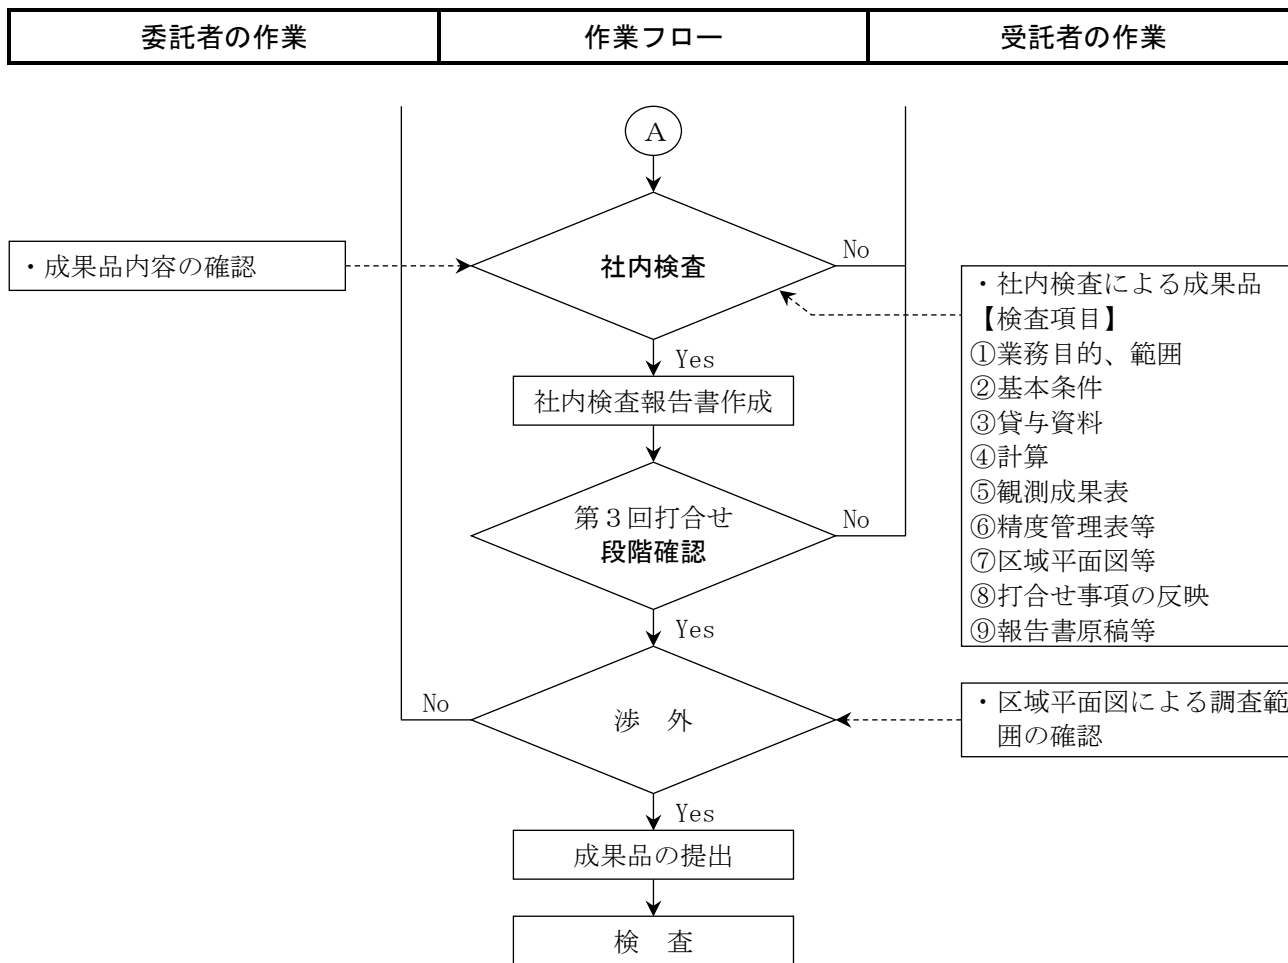 委託者の作業
作業フロー
受託者の作業
A
・成果品内容の確認
社内検査
No
Yes
・社内検査による成果品
【検査項目】
①業務目的、範囲
②基本条件
③貸与資料
④計算
⑤観測成果表
⑥精度管理表等
⑦区域平面図等
⑧打合せ事項の反映
⑨報告書原稿等
社内検査報告書作成
第３回打合せ
段階確認
No
Yes
渉　外
No
Yes
・区域平面図による調査範
囲の確認
成果品の提出
検　査